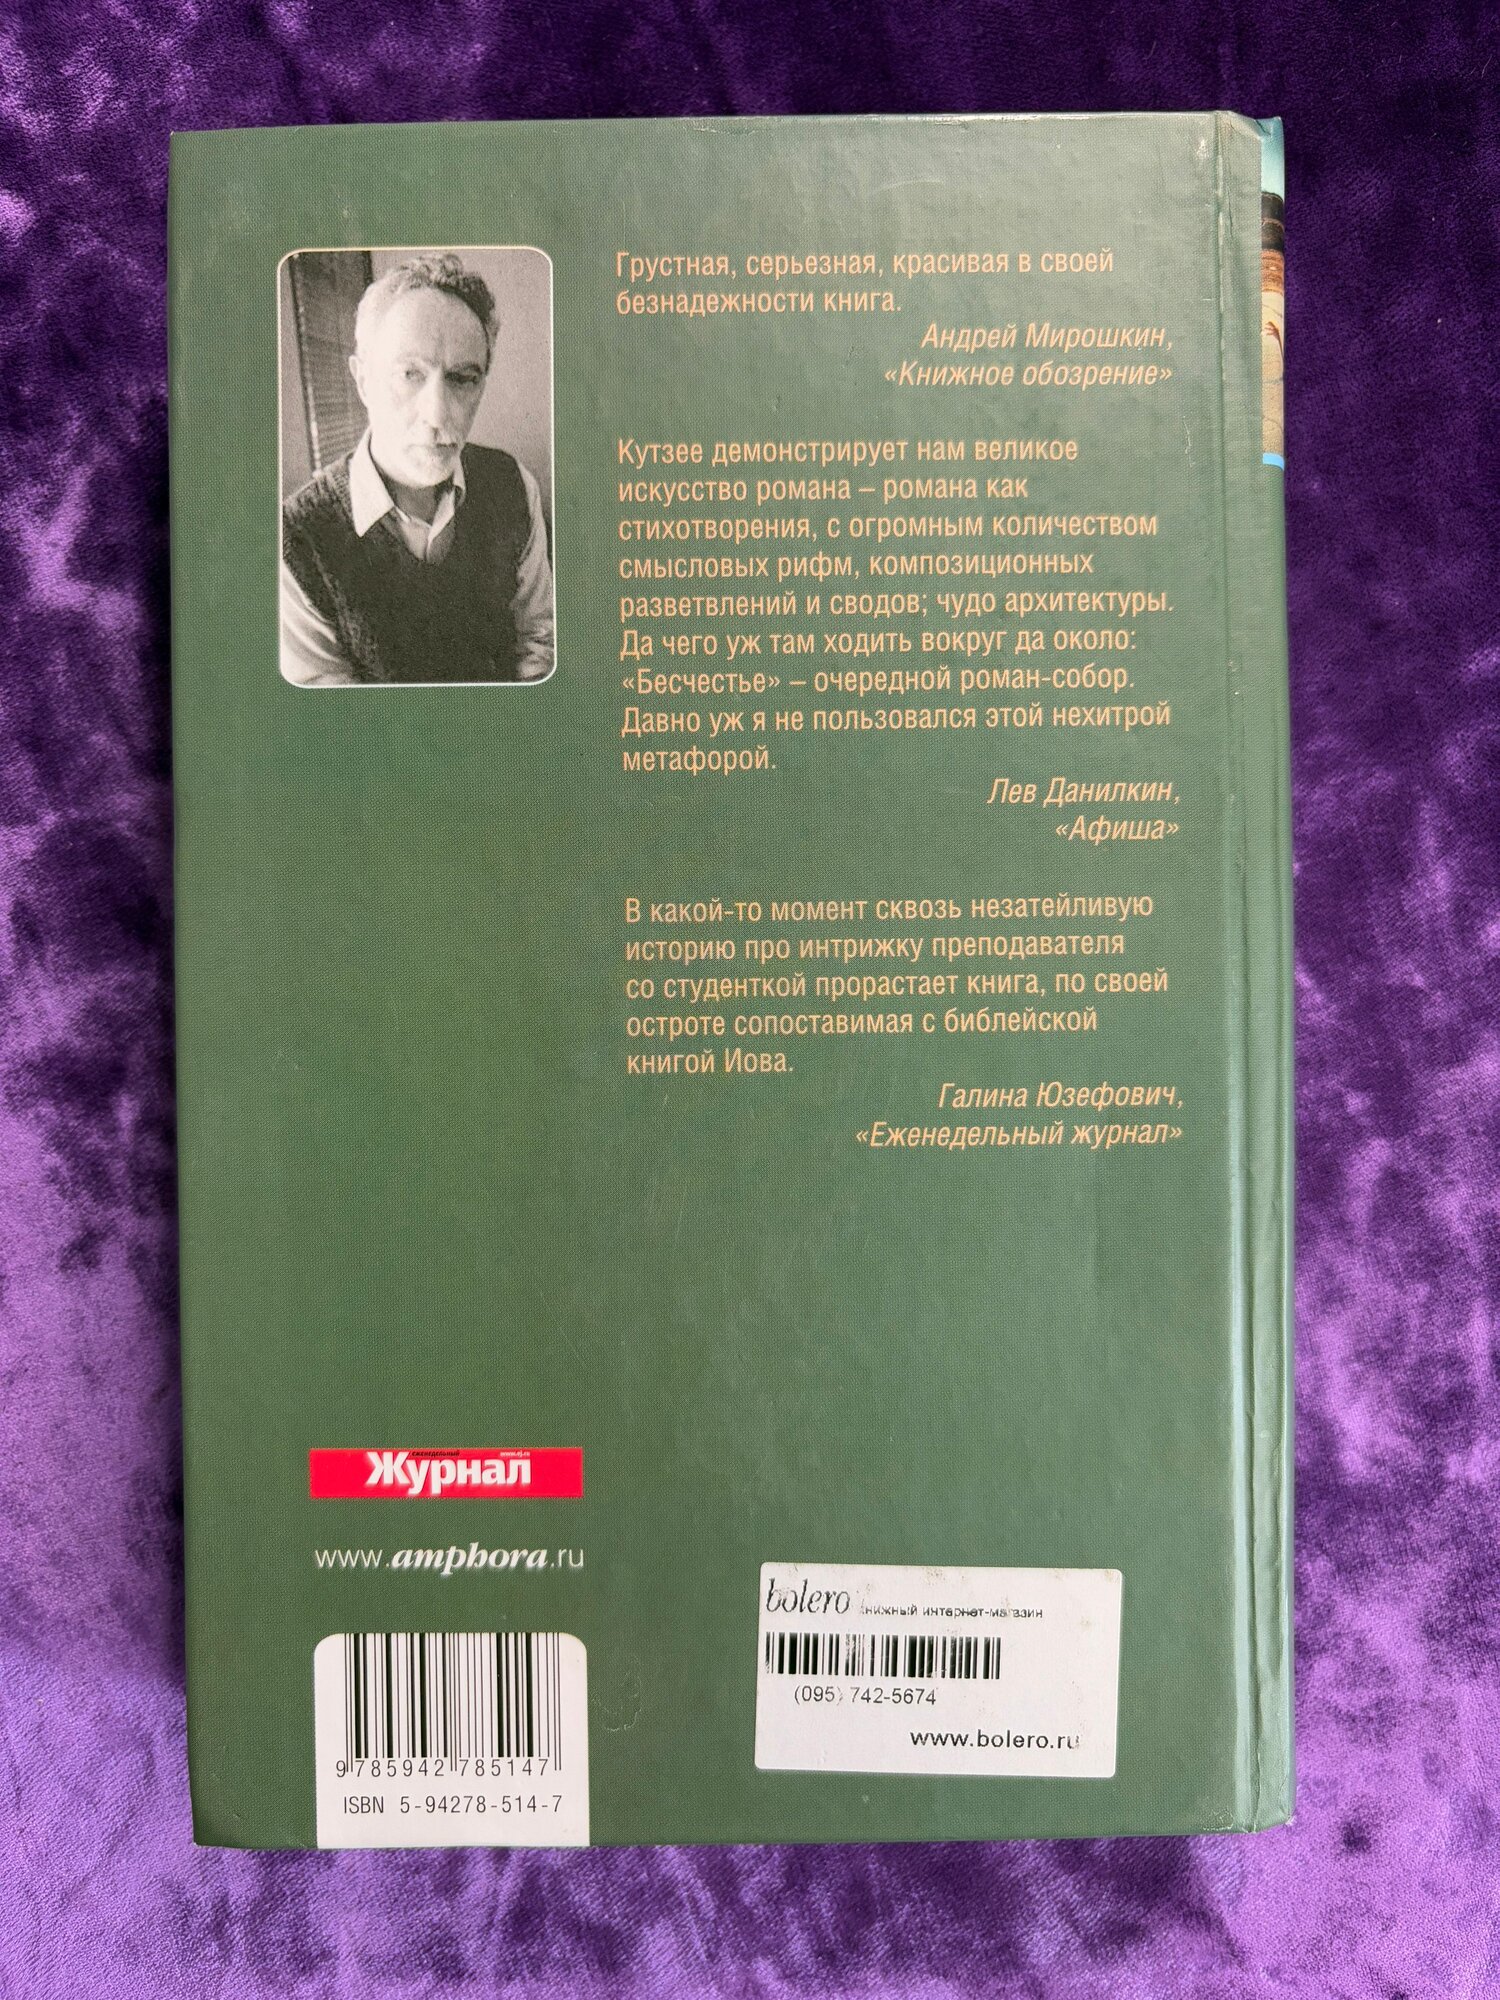 Грустная, серьезная, красивая в своей
безнадежности книга.
Андрей Мирошкин,
«Книжное обозрение»
Кутзее демонстрирует нам великое
искусство романа – романа как
стихотворения, с огромным количеством
смысловых рифм, композиционных
разветвлений и сводов; чудо архитектуры.
Да чего уж там ходить вокруг да около:
«Бесчестье» – очередной роман-собор.
Давно уж я не пользовался этой нехитрой
метафорой.
Лев Данилкин,
«Афиша»
В какой-то момент сквозь незатейливую
историю про интрижку преподавателя
со студенткой прорастает книга, по своей
остроте сопоставимая с библейской
книгой Иова.
Галина Юзефович,
«Еженедельный журнал»
еженедельный www.ej.ru
Журнал
www.amphora.ru
9 785942 785147
ISBN 5-94278-514-7
bolero
нижный интернет-магазин
(095) 742-5674
www.bolero.ru